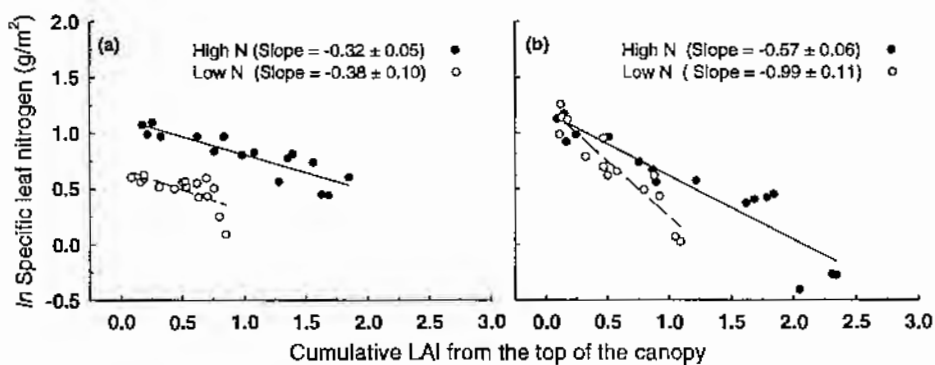 (a)
High N (Slope = -0.32 ± 0.05) ●
Low N (Slope = -0.38 ± 0.10) ○
(b)
High N (Slope = -0.57 ± 0.06) ●
Low N ( Slope = -0.99 ± 0.11) ○
ln Specific leaf nitrogen (g/m²)
2.0
1.5
1.0
0.5
0.0
-0.5
0.0 0.5 1.0 1.5 2.0 2.5 3.0
0.0 0.5 1.0 1.5 2.0 2.5 3.0
Cumulative LAI from the top of the canopy